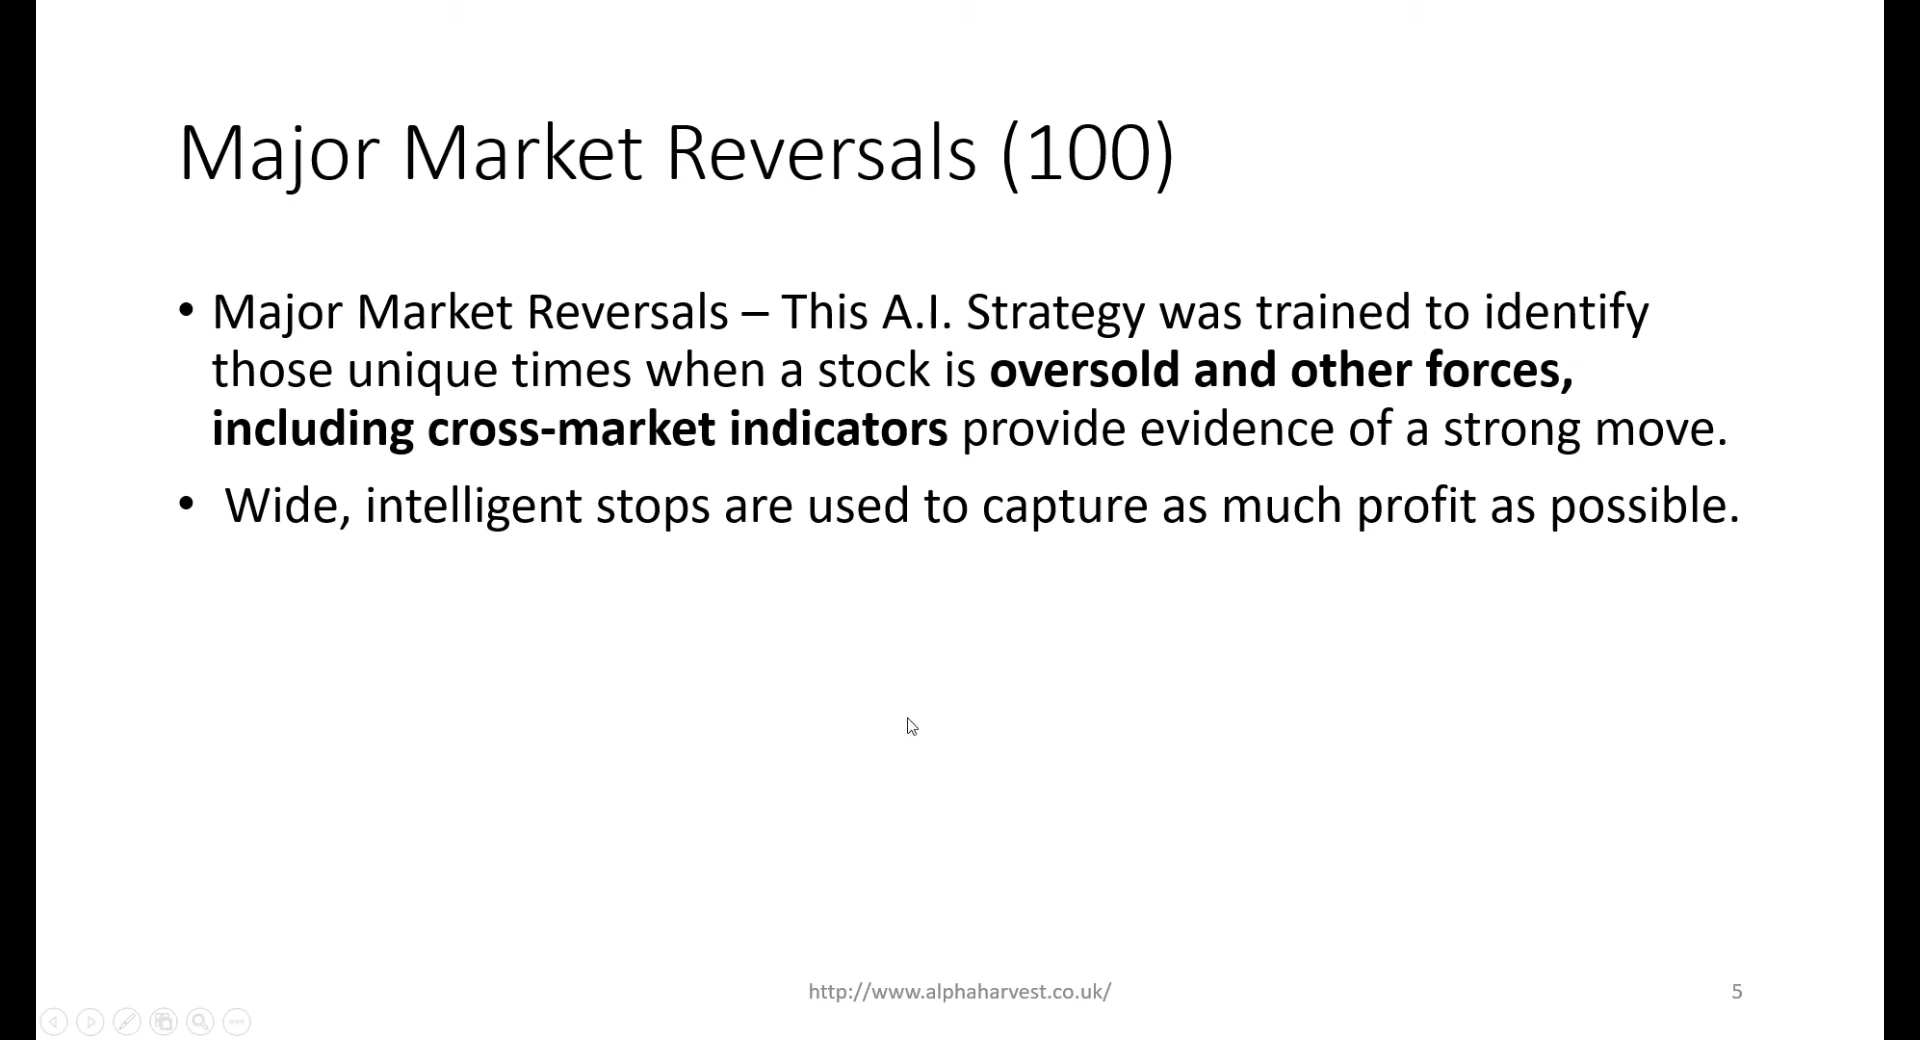 Major Market Reversals (100)
• Major Market Reversals – This A.I. Strategy was trained to identify
those unique times when a stock is oversold and other forces,
including cross-market indicators provide evidence of a strong move.
• Wide, intelligent stops are used to capture as much profit as possible.
http://www.alphaharvest.co.uk/
5